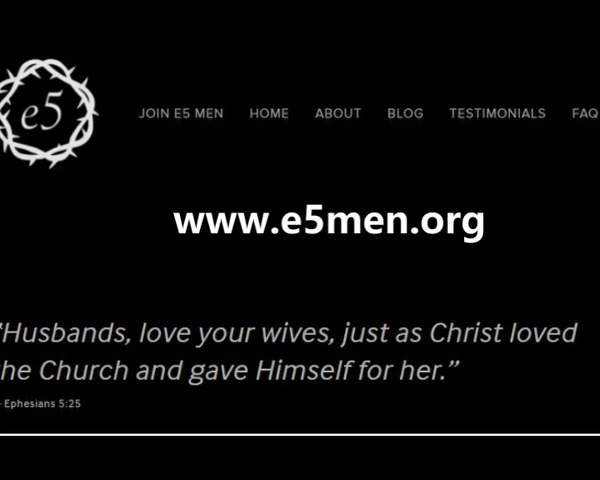 e5
JOIN E5 MEN HOME ABOUT BLOG TESTIMONIALS FAQ
www.e5men.org
"Husbands, love your wives, just as Christ loved
he Church and gave Himself for her.”
Ephesians 5:25